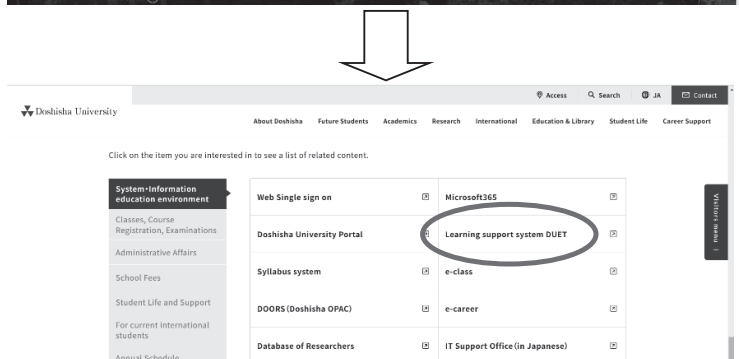 Access Search JA Contact
Doshisha University
About Doshisha Future Students Academics Research International Education & Library Student Life Career Support
Click on the item you are interested in to see a list of related content.
System・Information
education environment
Classes, Course
Registration, Examinations
Administrative Affairs
School Fees
Student Life and Support
For current international
students
Annual Schedule
Web Single sign on
Microsoft365
Doshisha University Portal
Learning support system DUET
Syllabus system
e-class
DOORS（Doshisha OPAC）
e-career
Database of Researchers
IT Support Office（in Japanese）
Visitors menu